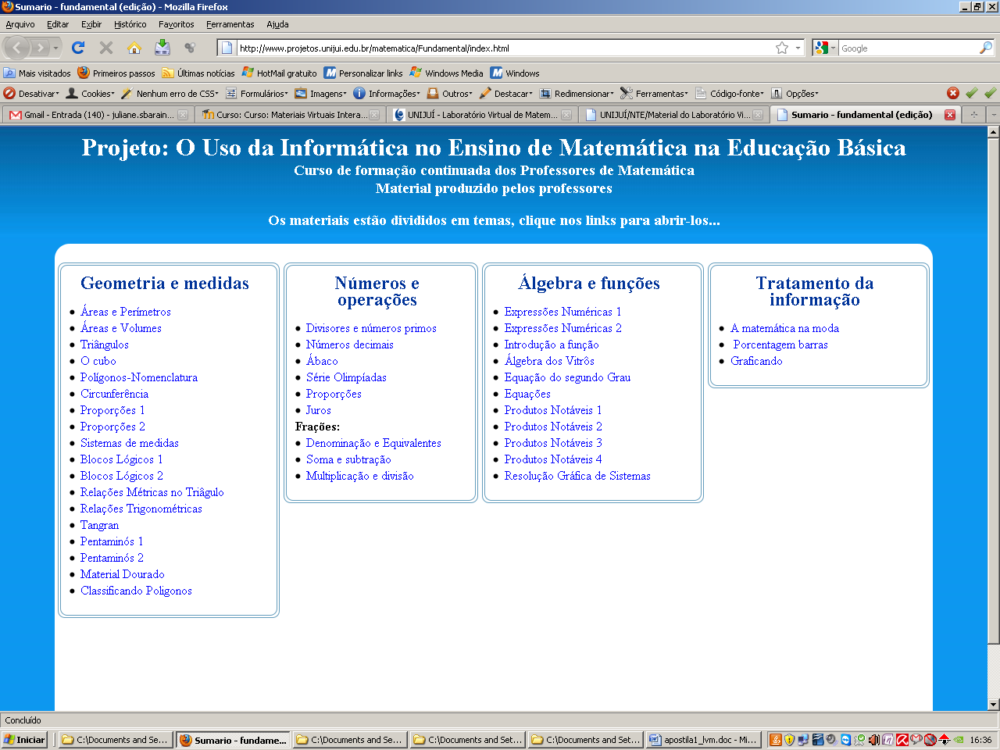 Sumario - fundamental (edição) - Mozilla Firefox
Arquivo Editar Exibir Histórico Favoritos Ferramentas Ajuda
http://www.projetos.unijui.edu.br/matematica/Fundamental/index.html
Google
Mais visitados Primeiros passos Últimas notícias HotMail gratuito Personalizar links Windows Media Windows
Desativar Cookies Nenhum erro de CSS Formulários Imagens Informações Outros Destacar Redimensionar Ferramentas Código-fonte Opções
Gmail - Entrada (140) - juliane.sbarain... Curso: Curso: Materiais Virtuais Intera... UNIJUÍ - Laboratório Virtual de Matem... UNIJUÍ/NTE/Material do Laboratório Vi... Sumario - fundamental (edição)
Projeto: O Uso da Informática no Ensino de Matemática na Educação Básica
Curso de formação continuada dos Professores de Matemática
Material produzido pelos professores
Os materiais estão divididos em temas, clique nos links para abrir-los...
Geometria e medidas
Áreas e Perímetros
Áreas e Volumes
Triângulos
O cubo
Polígonos-Nomenclatura
Circunferência
Proporções 1
Proporções 2
Sistemas de medidas
Blocos Lógicos 1
Blocos Lógicos 2
Relações Métricas no Triâgulo
Relações Trigonométricas
Tangran
Pentaminós 1
Pentaminós 2
Material Dourado
Classificando Poligonos
Números e
operações
Divisores e números primos
Números decimais
Ábaco
Série Olimpíadas
Proporções
Juros
Frações:
Denominação e Equivalentes
Soma e subtração
Multiplicação e divisão
Álgebra e funções
Expressões Numéricas 1
Expressões Numéricas 2
Introdução a função
Álgebra dos Vitrôs
Equação do segundo Grau
Equações
Produtos Notáveis 1
Produtos Notáveis 2
Produtos Notáveis 3
Produtos Notáveis 4
Resolução Gráfica de Sistemas
Tratamento da
informação
A matemática na moda
Porcentagem barras
Graficando
Concluído
Iniciar C:\Documents and Se... Sumario - fundame... C:\Documents and Se... C:\Documents and Set... C:\Documents and Set... apostila1_lvm.doc - Mi... 16:36